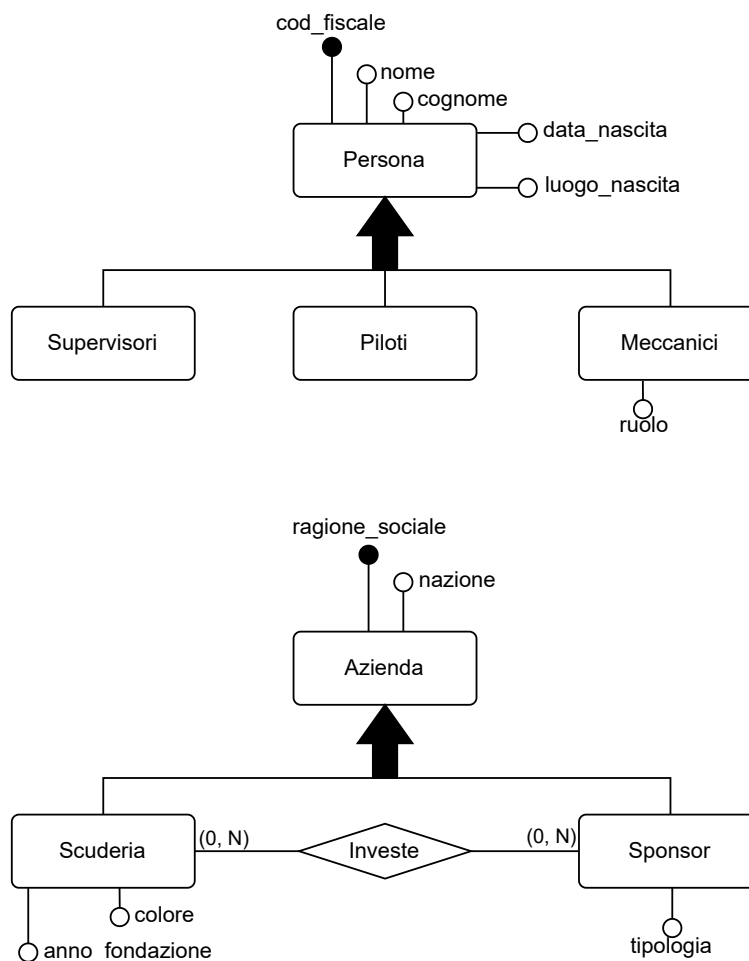 cod_fiscale
nome
cognome
data_nascita
Persona
luogo_nascita
Supervisori
Piloti
Meccanici
ruolo
ragione_sociale
nazione
Azienda
Scuderia
(0, N)
Investe
(0, N)
Sponsor
colore
anno_fondazione
tipologia